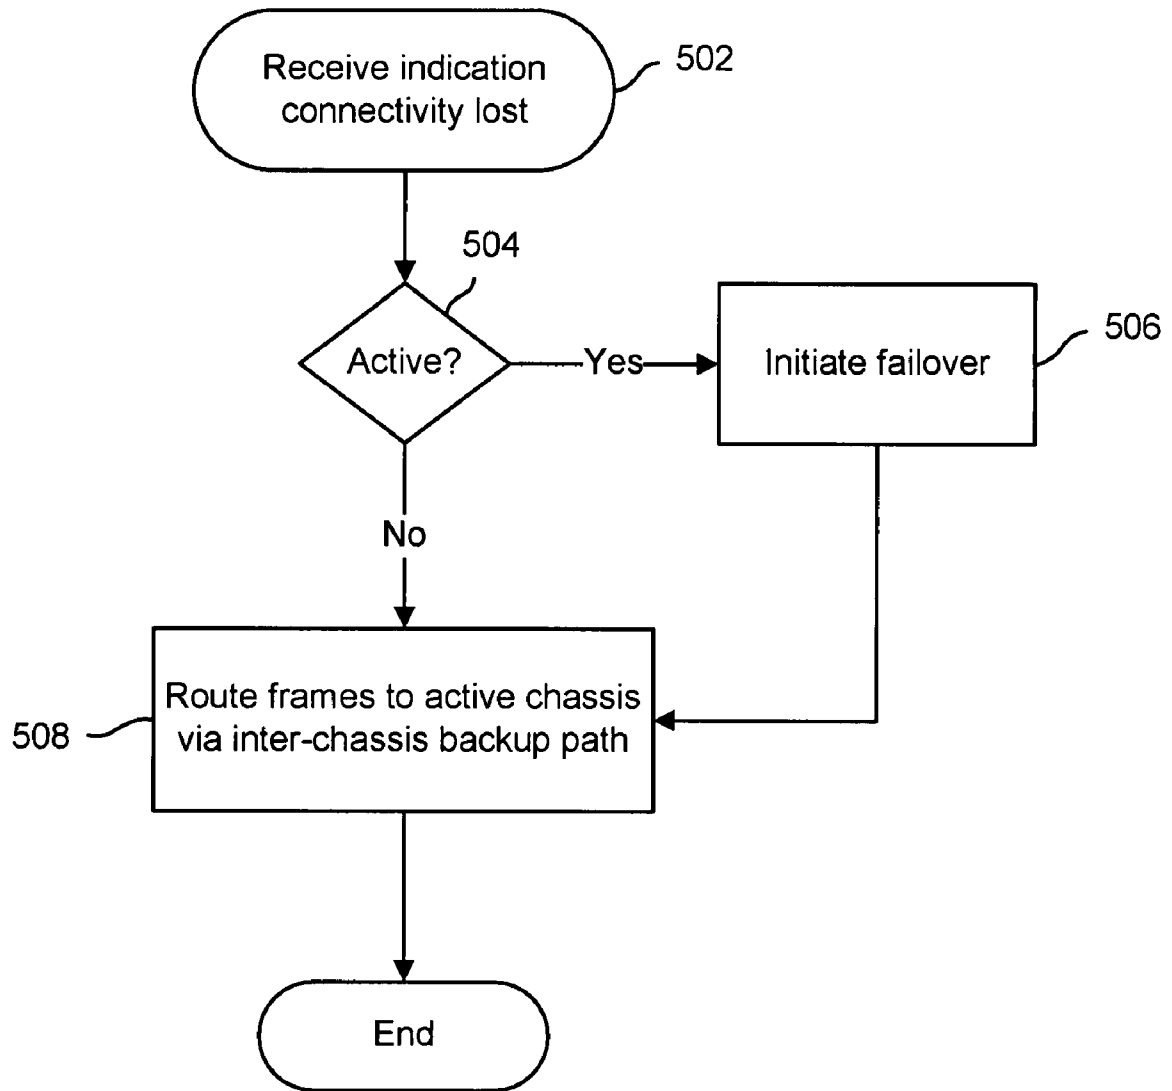 Receive indication
connectivity lost
502
504
Active?
Yes
Initiate failover
506
No
Route frames to active chassis
via inter-chassis backup path
508
End